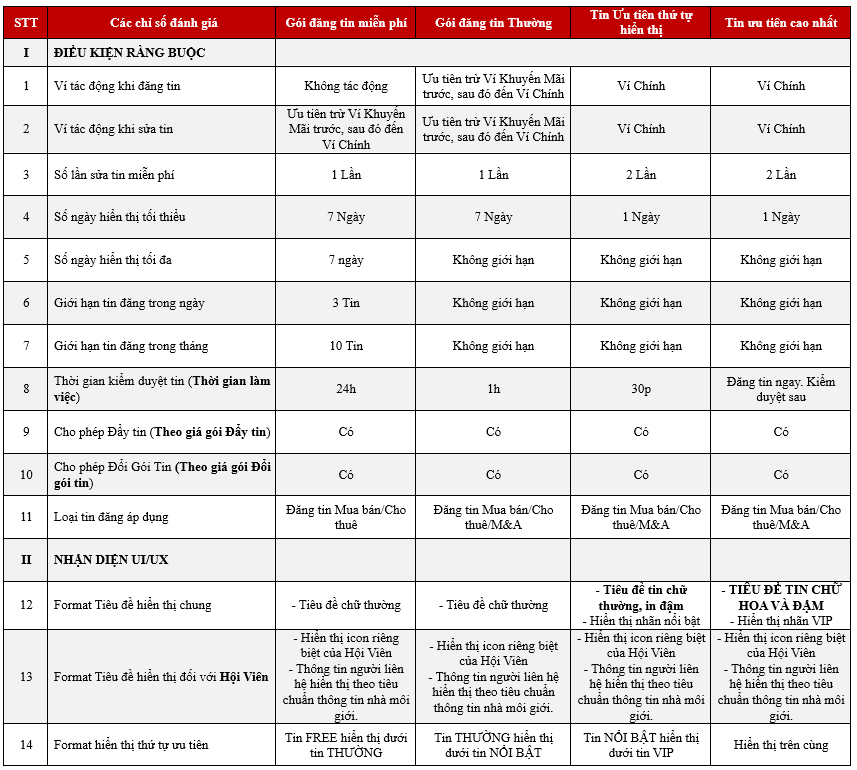 STT Các chỉ số đánh giá Gói đăng tin miễn phí Gói đăng tin Thường Tin Ưu tiên thứ tự hiển thị Tin ưu tiên cao nhất
I ĐIỀU KIỆN RÀNG BUỘC
1 Ví tác động khi đăng tin Không tác động Ưu tiên trừ Ví Khuyến Mãi trước, sau đó đến Ví Chính Ví Chính Ví Chính
2 Ví tác động khi sửa tin Ưu tiên trừ Ví Khuyến Mãi trước, sau đó đến Ví Chính Ưu tiên trừ Ví Khuyến Mãi trước, sau đó đến Ví Chính Ví Chính Ví Chính
3 Số lần sửa tin miễn phí 1 Lần 1 Lần 2 Lần 2 Lần
4 Số ngày hiển thị tối thiểu 7 Ngày 7 Ngày 1 Ngày 1 Ngày
5 Số ngày hiển thị tối đa 7 ngày Không giới hạn Không giới hạn Không giới hạn
6 Giới hạn tin đăng trong ngày 3 Tin Không giới hạn Không giới hạn Không giới hạn
7 Giới hạn tin đăng trong tháng 10 Tin Không giới hạn Không giới hạn Không giới hạn
8 Thời gian kiểm duyệt tin (Thời gian làm việc) 24h 1h 30p Đăng tin ngay. Kiểm duyệt sau
9 Cho phép Đẩy tin (Theo giá gói Đẩy tin) Có Có Có Có
10 Cho phép Đổi Gói Tin (Theo giá gói Đổi gói tin) Có Có Có Có
11 Loại tin đăng áp dụng Đăng tin Mua bán/Cho thuê Đăng tin Mua bán/Cho thuê/M&A Đăng tin Mua bán/Cho thuê/M&A Đăng tin Mua bán/Cho thuê/M&A
II NHẬN DIỆN UI/UX
12 Format Tiêu đề hiển thị chung - Tiêu đề chữ thường - Tiêu đề chữ thường - Tiêu đề tin chữ thường, in đậm - Hiển thị nhãn nổi bật - TIÊU ĐỀ TIN CHỮ HOA VÀ ĐẬM - Hiển thị nhãn VIP
13 Format Tiêu đề hiển thị đối với Hội Viên - Hiển thị icon riêng biệt của Hội Viên - Thông tin người liên hệ hiển thị theo tiêu chuẩn thông tin nhà môi giới. - Hiển thị icon riêng biệt của Hội Viên - Thông tin người liên hệ hiển thị theo tiêu chuẩn thông tin nhà môi giới. - Hiển thị icon riêng biệt của Hội Viên - Thông tin người liên hệ hiển thị theo tiêu chuẩn thông tin nhà môi giới. - Hiển thị icon riêng biệt của Hội Viên - Thông tin người liên hệ hiển thị theo tiêu chuẩn thông tin nhà môi giới.
14 Format hiển thị thứ tự ưu tiên Tin FREE hiển thị dưới tin THƯỜNG Tin THƯỜNG hiển thị dưới tin NỔI BẬT Tin NỔI BẬT hiển thị dưới tin VIP Hiển thị trên cùng